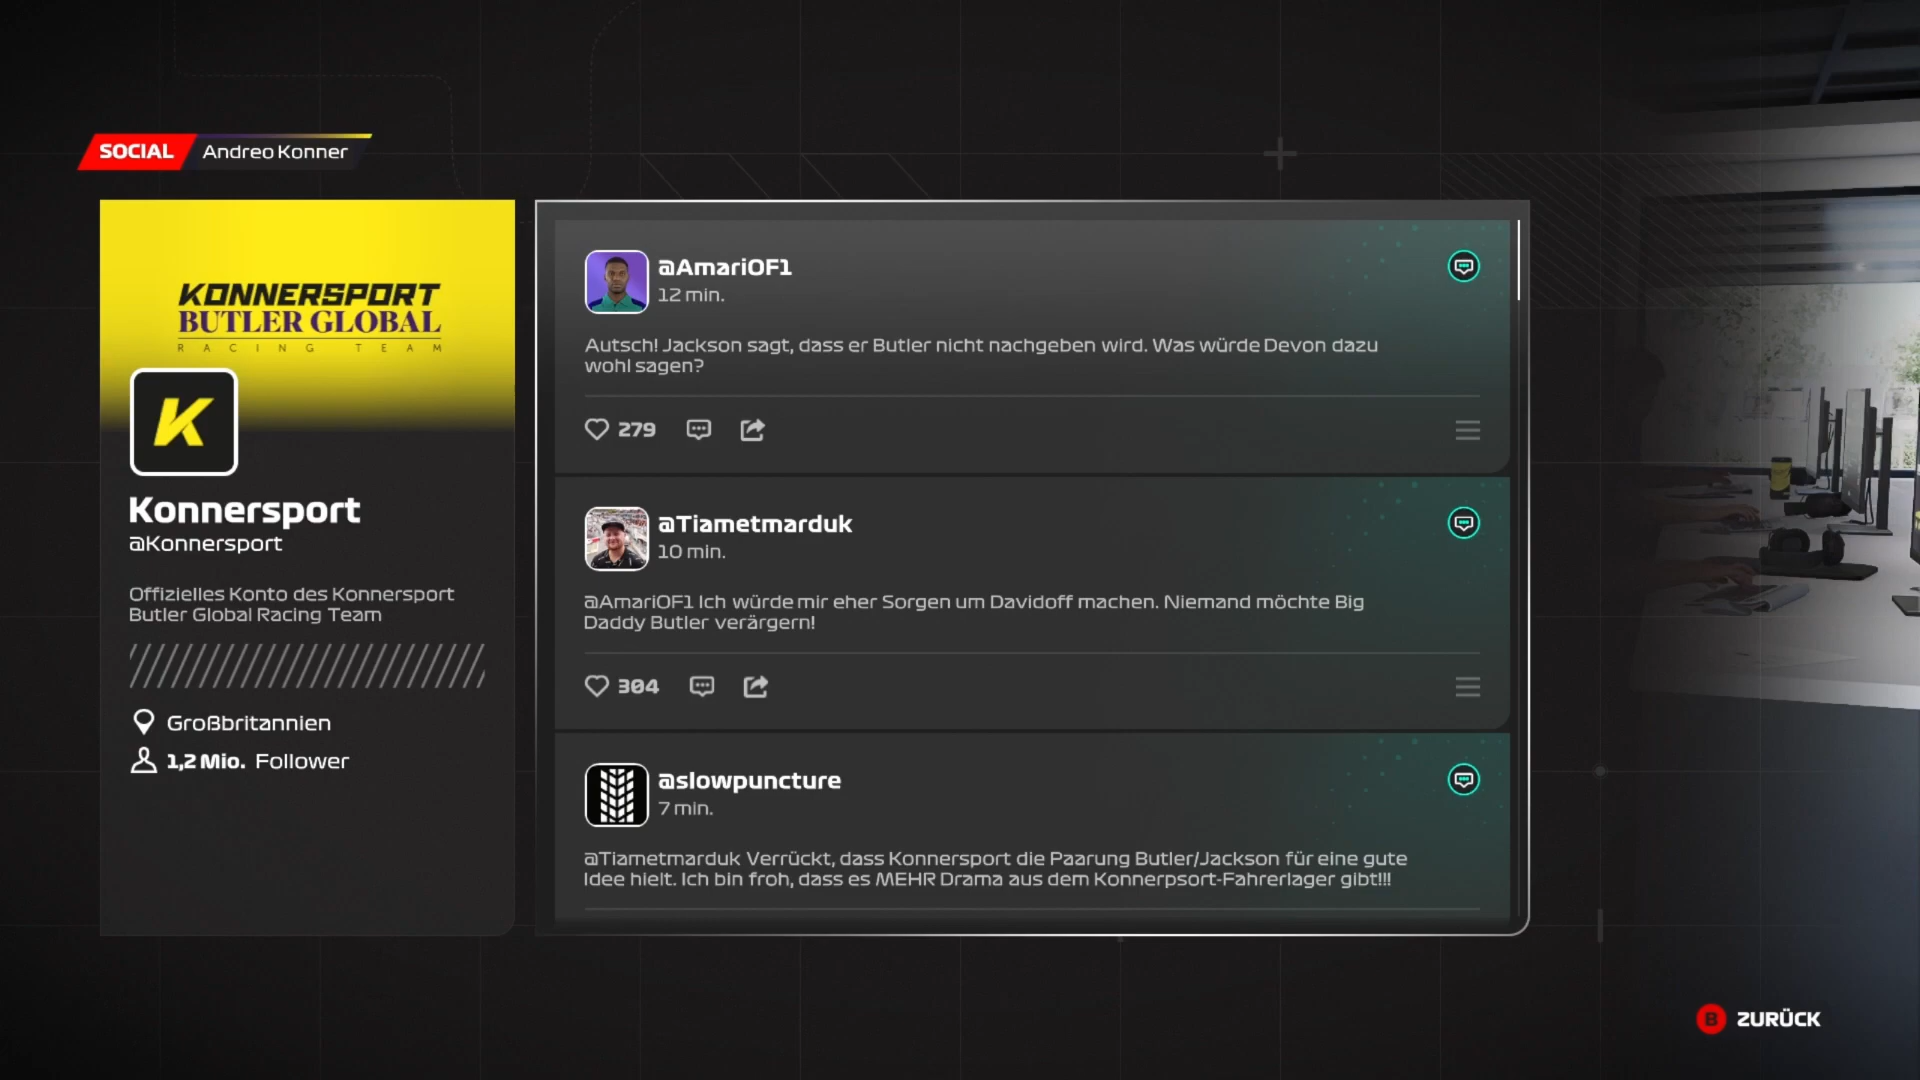 SOCIAL Andreo Konner
KONNERSPORT
BUTLER GLOBAL
RACING TEAM
K
Konnersport
@Konnersport
Offizielles Konto des Konnersport
Butler Global Racing Team
Großbritannien
1,2 Mio. Follower
@AmariOF1
12 min.
Autsch! Jackson sagt, dass er Butler nicht nachgeben wird. Was würde Devon dazu
wohl sagen?
279
@Tiametmarduk
10 min.
@AmariOF1 Ich würde mir eher Sorgen um Davidoff machen. Niemand möchte Big
Daddy Butler verärgern!
304
@slowpuncture
7 min.
@Tiametmarduk Verrückt, dass Konnersport die Paarung Butler/Jackson für eine gute
Idee hielt. Ich bin froh, dass es MEHR Drama aus dem Konnerpsort-Fahrerlager gibt!!!
B ZURÜCK